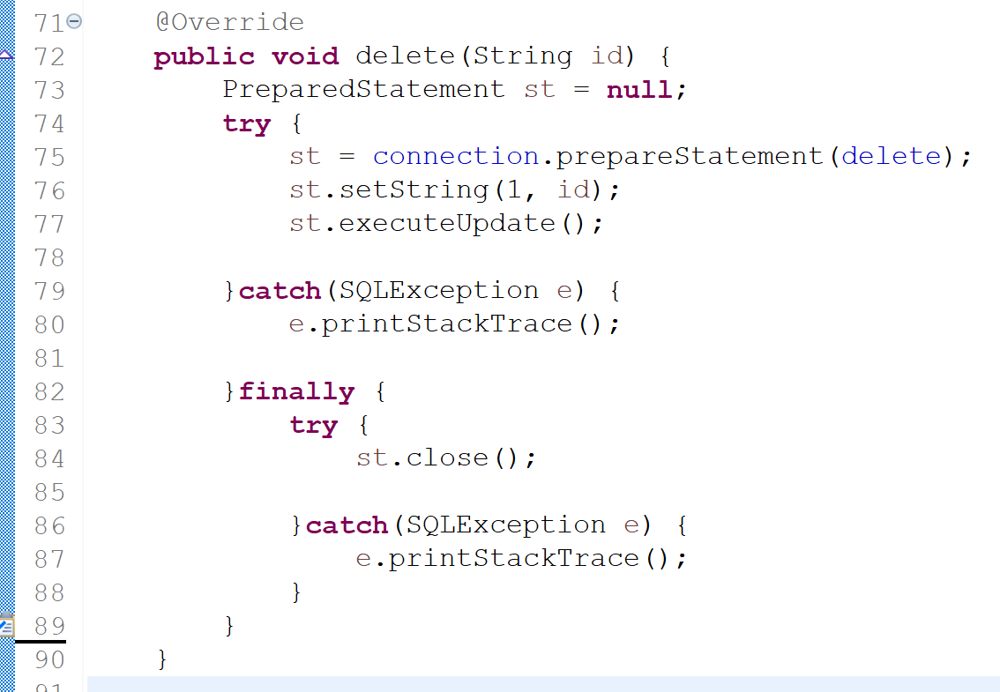 71 @Override
72 public void delete(String id) {
73 PreparedStatement st = null;
74 try {
75 st = connection.prepareStatement(delete);
76 st.setString(1, id);
77 st.executeUpdate();
78
79 }catch(SQLException e) {
80 e.printStackTrace();
81
82 }finally {
83 try {
84 st.close();
85
86 }catch(SQLException e) {
87 e.printStackTrace();
88 }
89 }
90 }
91